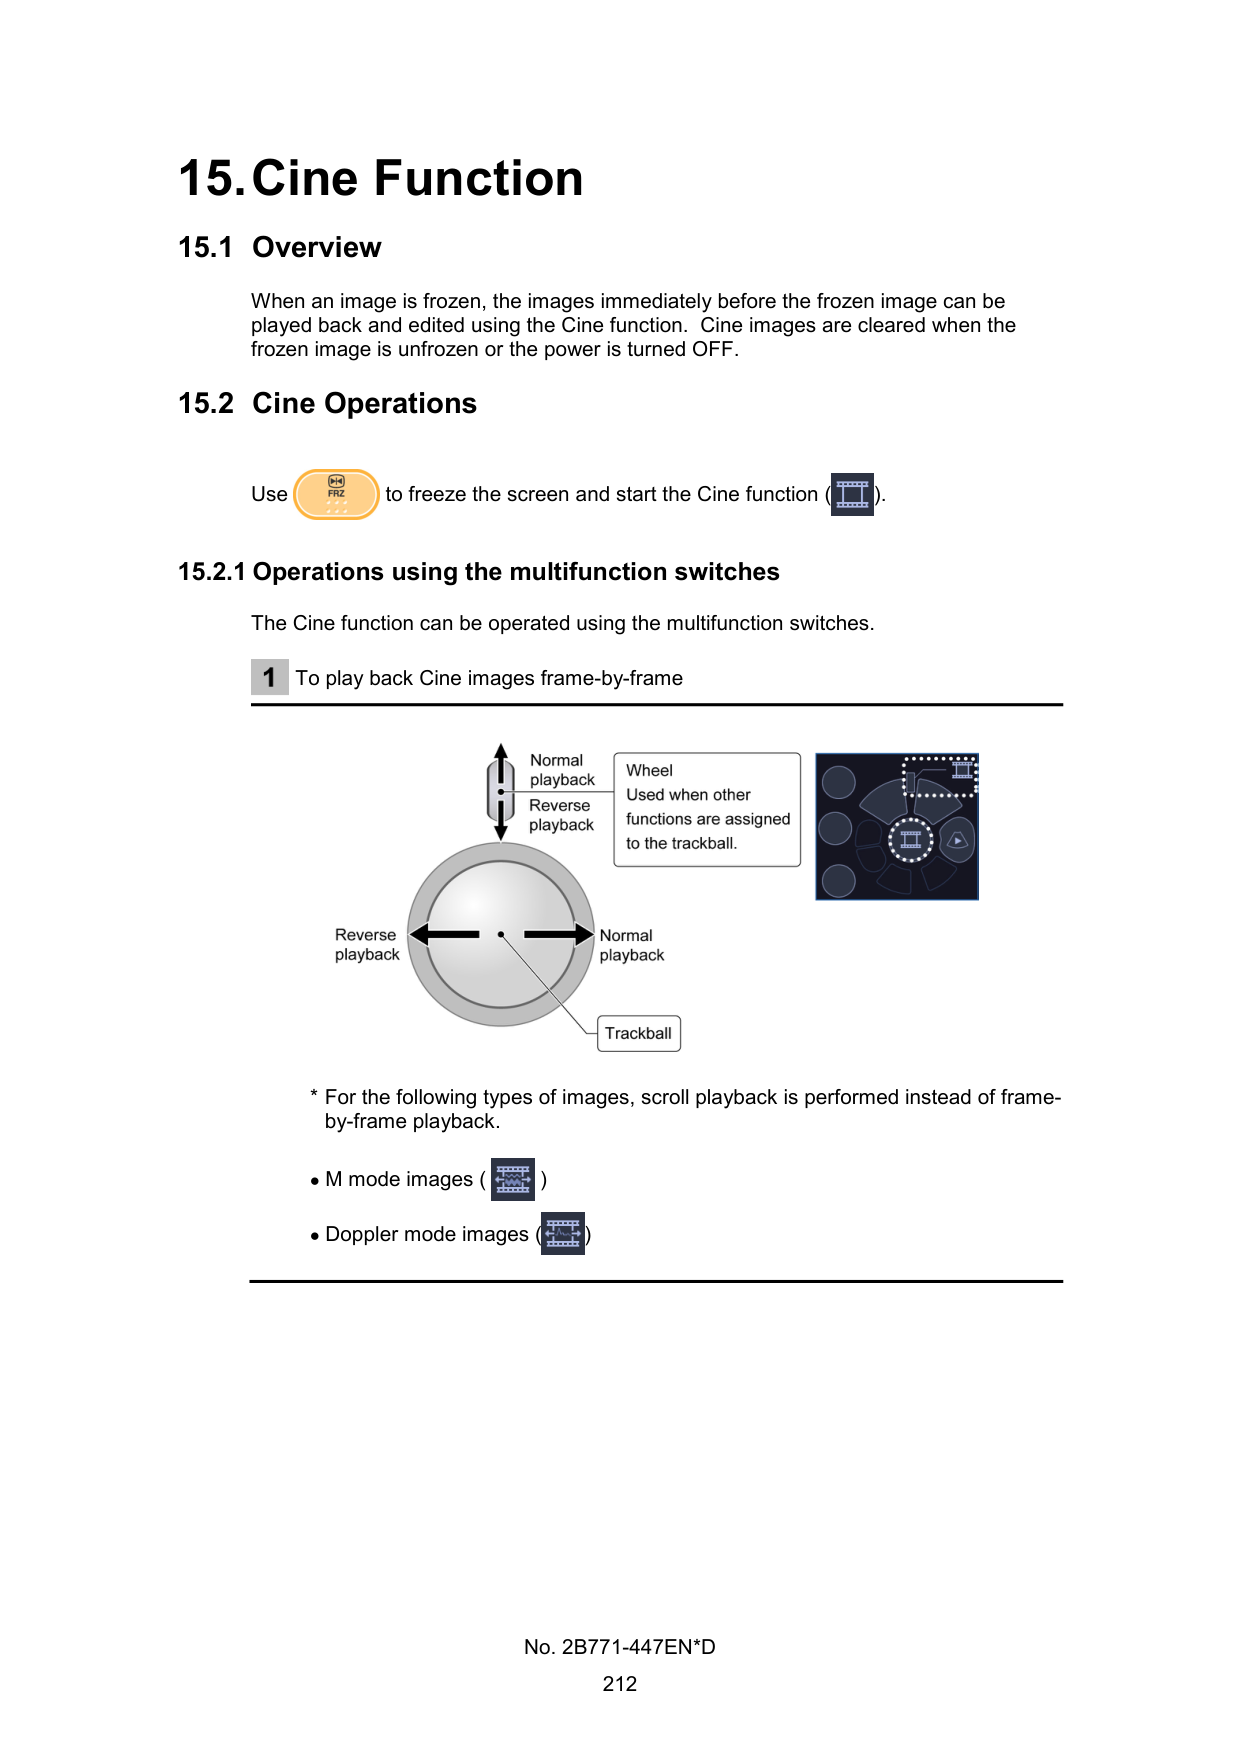 15. Cine Function
15.1 Overview
When an image is frozen, the images immediately before the frozen image can be
played back and edited using the Cine function. Cine images are cleared when the
frozen image is unfrozen or the power is turned OFF.
15.2 Cine Operations
Use FRZ to freeze the screen and start the Cine function ( ).
15.2.1 Operations using the multifunction switches
The Cine function can be operated using the multifunction switches.
1 To play back Cine images frame-by-frame
Normal
playback
Reverse
playback
Wheel
Used when other
functions are assigned
to the trackball.
Reverse
playback
Normal
playback
Trackball
* For the following types of images, scroll playback is performed instead of frame-
by-frame playback.
● M mode images ( )
● Doppler mode images ( )
No. 2B771-447EN*D
212